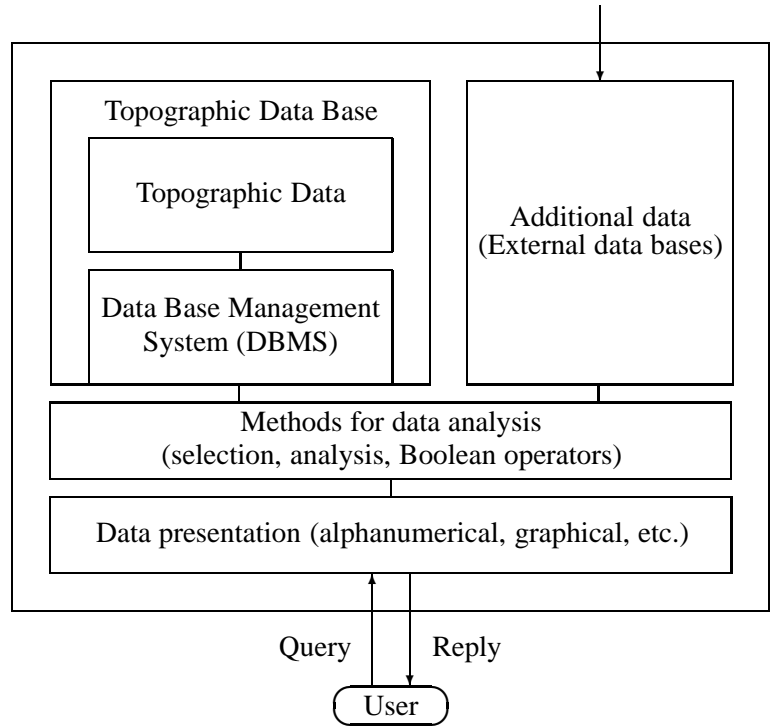 Topographic Data Base
Topographic Data
Data Base Management
System (DBMS)
Additional data
(External data bases)
Methods for data analysis
(selection, analysis, Boolean operators)
Data presentation (alphanumerical, graphical, etc.)
Query
Reply
User